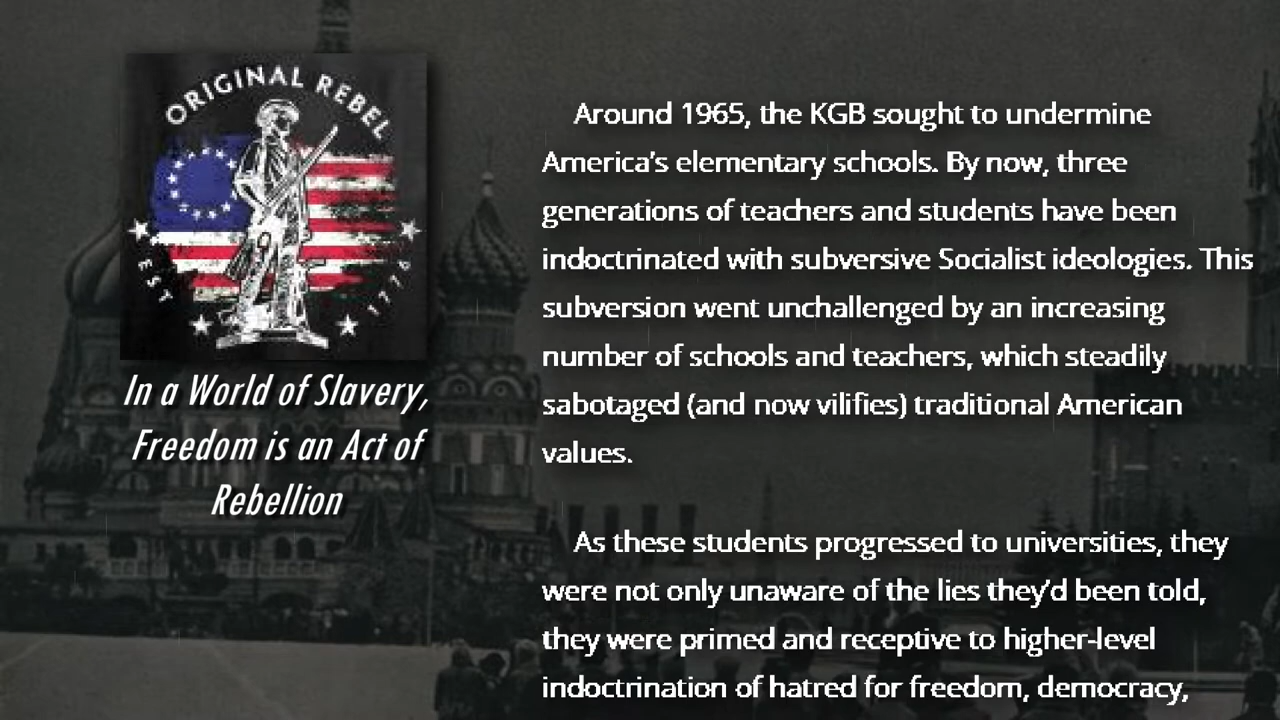 ORIGINAL REBEL
EST
In a World of Slavery,
Freedom is an Act of
Rebellion
Around 1965, the KGB sought to undermine
America's elementary schools. By now, three
generations of teachers and students have been
indoctrinated with subversive Socialist ideologies. This
subversion went unchallenged by an increasing
number of schools and teachers, which steadily
sabotaged (and now vilifies) traditional American
values.
As these students progressed to universities, they
were not only unaware of the lies they'd been told,
they were primed and receptive to higher-level
indoctrination of hatred for freedom, democracy,